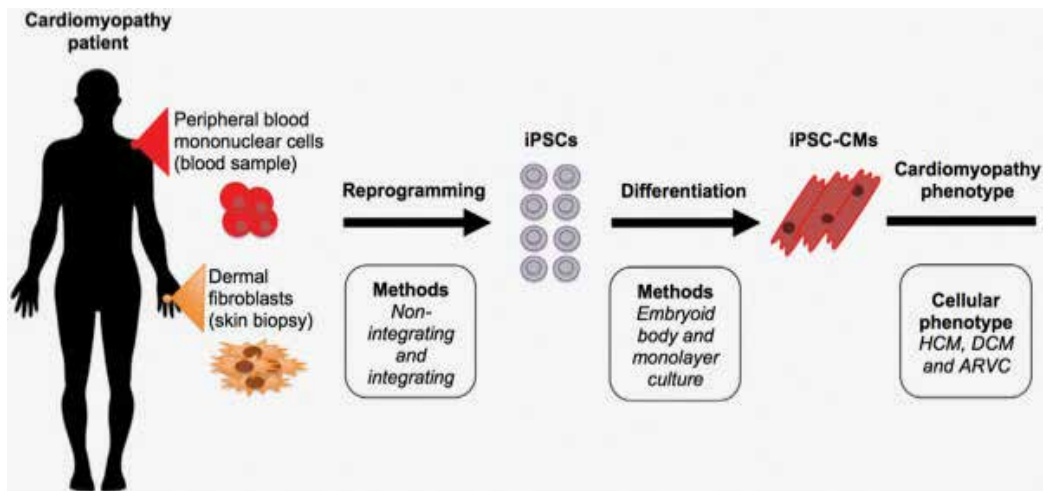 Cardiomyopathy
patient
Peripheral blood
mononuclear cells
(blood sample)
Dermal
fibroblasts
(skin biopsy)
Reprogramming
Methods
Non-
integrating
and
integrating
iPSCs
Differentiation
Methods
Embryoid
body and
monolayer
culture
iPSC-CMs
Cardiomyopathy
phenotype
Cellular
phenotype
HCM, DCM
and ARVC